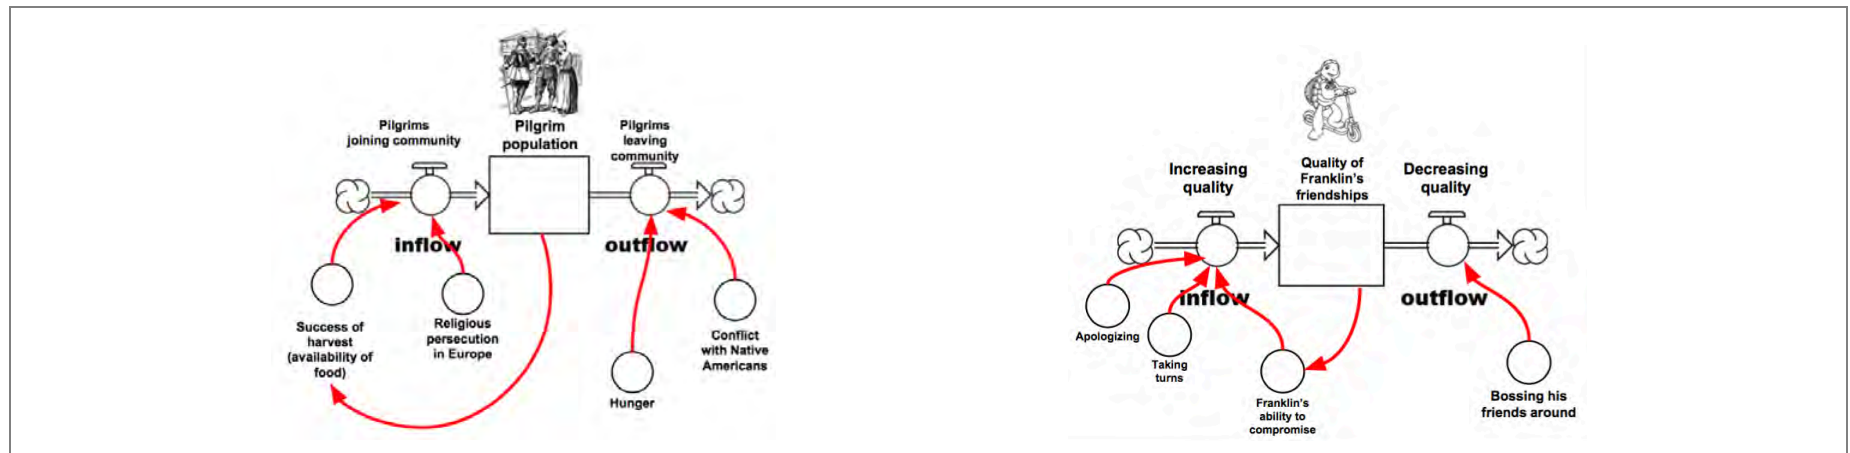 Pilgrims
joining community
Pilgrim
population
Pilgrims
leaving
community
inflow
outflow
Success of
harvest
(availability of
food)
Religious
persecution
in Europe
Hunger
Conflict
with Native
Americans
Increasing
quality
Quality of
Franklin's
friendships
Decreasing
quality
inflow
outflow
Apologizing
Taking
turns
Franklin's
ability to
compromise
Bossing his
friends around